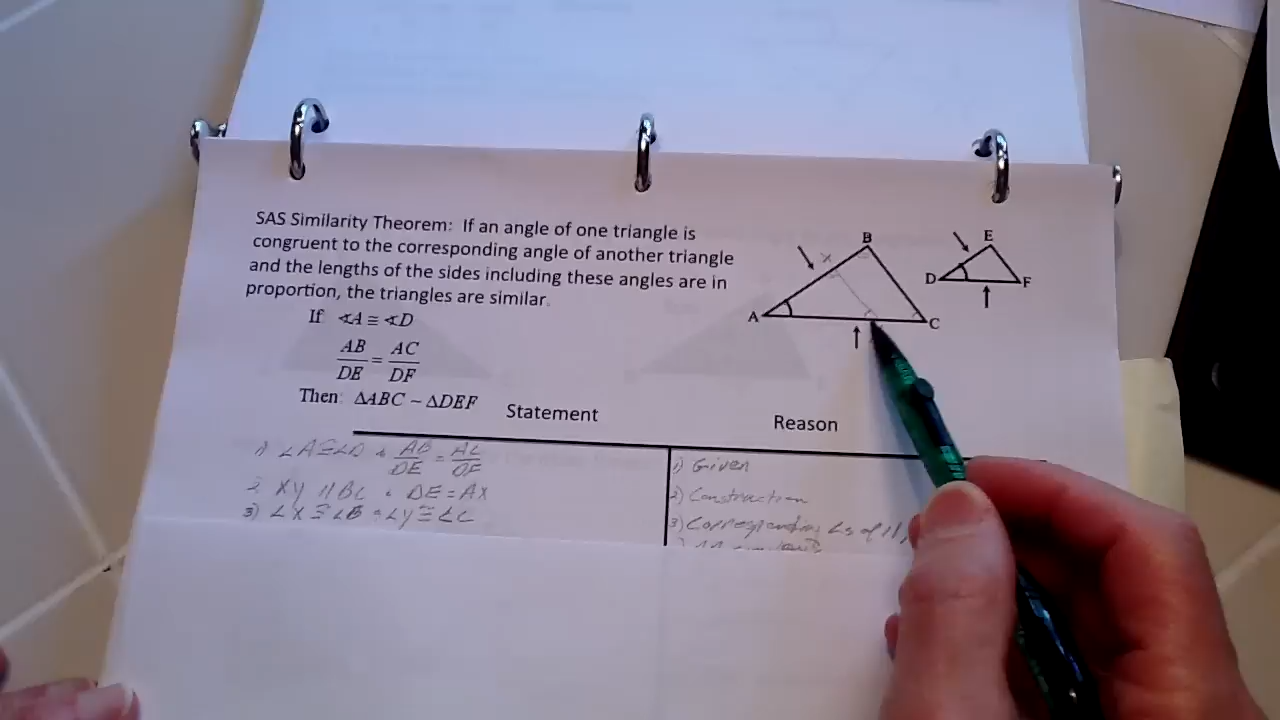 SAS Similarity Theorem: If an angle of one triangle is
congruent to the corresponding angle of another triangle
and the lengths of the sides including these angles are in
proportion, the triangles are similar.
If ∢A ≅ ∢D
AB/DE = AC/DF
Then: ΔABC ~ ΔDEF
B
X
A
C
E
D
F
Statement
Reason
1) ∠A≅∠D & AB/DE = AC/DF
2) XY // BC & DE = AX
3) ∠X ≅ ∠B & ∠Y ≅ ∠C
1) Given
2) Construction
3) Corresponding ∠s of //